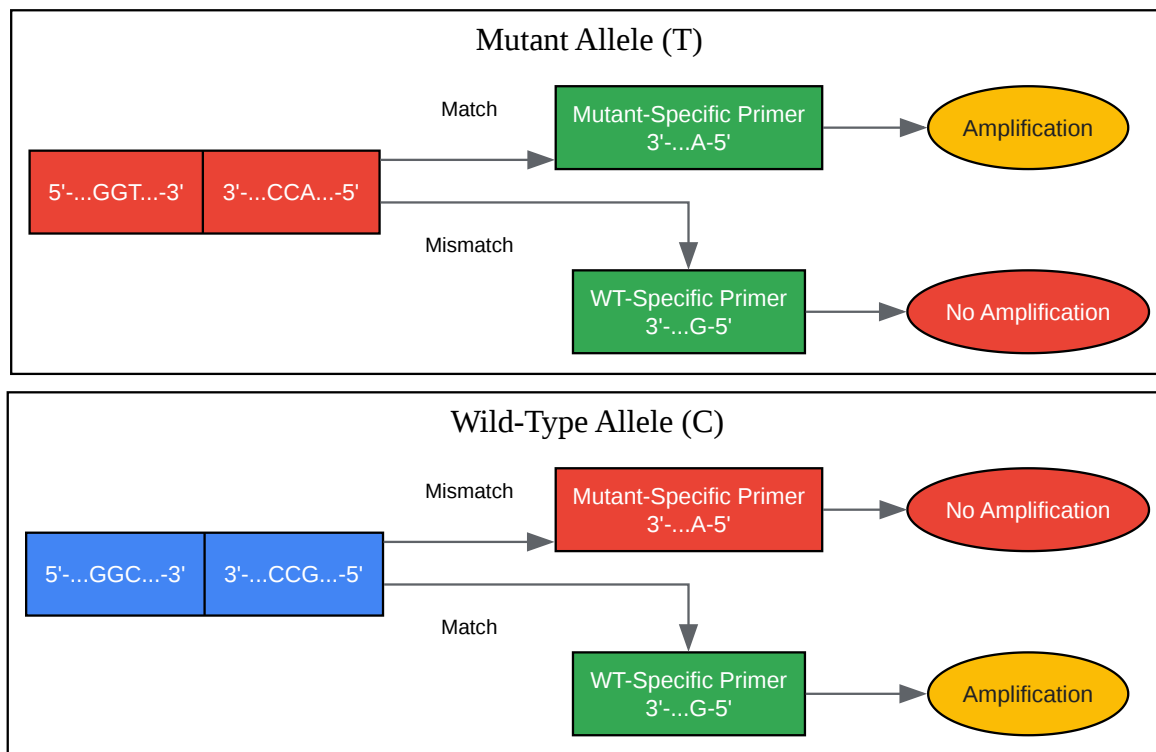 Mutant Allele (T)
Match
Mutant-Specific Primer
3'-...A-5'
Amplification
5'-...GGT...-3'
3'-...CCA...-5'
Mismatch
WT-Specific Primer
3'-...G-5'
No Amplification
Wild-Type Allele (C)
Mismatch
Mutant-Specific Primer
3'-...A-5'
No Amplification
5'-...GGC...-3'
3'-...CCG...-5'
Match
WT-Specific Primer
3'-...G-5'
Amplification